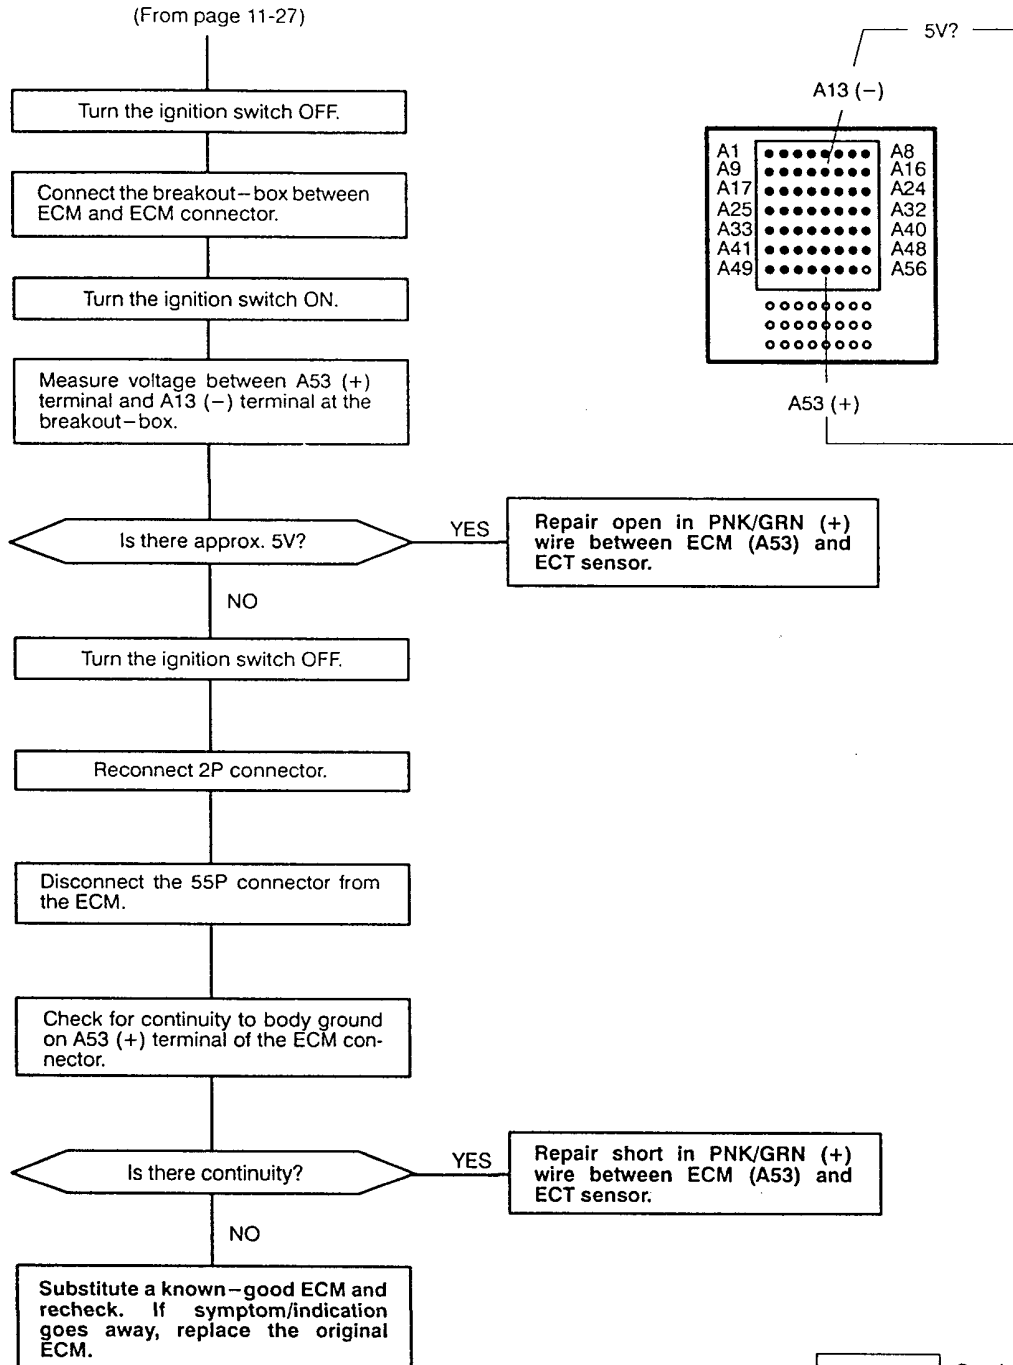 (From page 11-27)
Turn the ignition switch OFF.
Connect the breakout–box between
ECM and ECM connector.
Turn the ignition switch ON.
Measure voltage between A53 (+)
terminal and A13 (−) terminal at the
breakout–box.
Is there approx. 5V?
YES
Repair open in PNK/GRN (+)
wire between ECM (A53) and
ECT sensor.
NO
Turn the ignition switch OFF.
Reconnect 2P connector.
Disconnect the 55P connector from
the ECM.
Check for continuity to body ground
on A53 (+) terminal of the ECM con-
nector.
Is there continuity?
YES
Repair short in PNK/GRN (+)
wire between ECM (A53) and
ECT sensor.
NO
Substitute a known–good ECM and
recheck. If symptom/indication
goes away, replace the original
ECM.
5V?
A13 (−)
A1 A8
A9 A16
A17 A24
A25 A32
A33 A40
A41 A48
A49 A56
A53 (+)